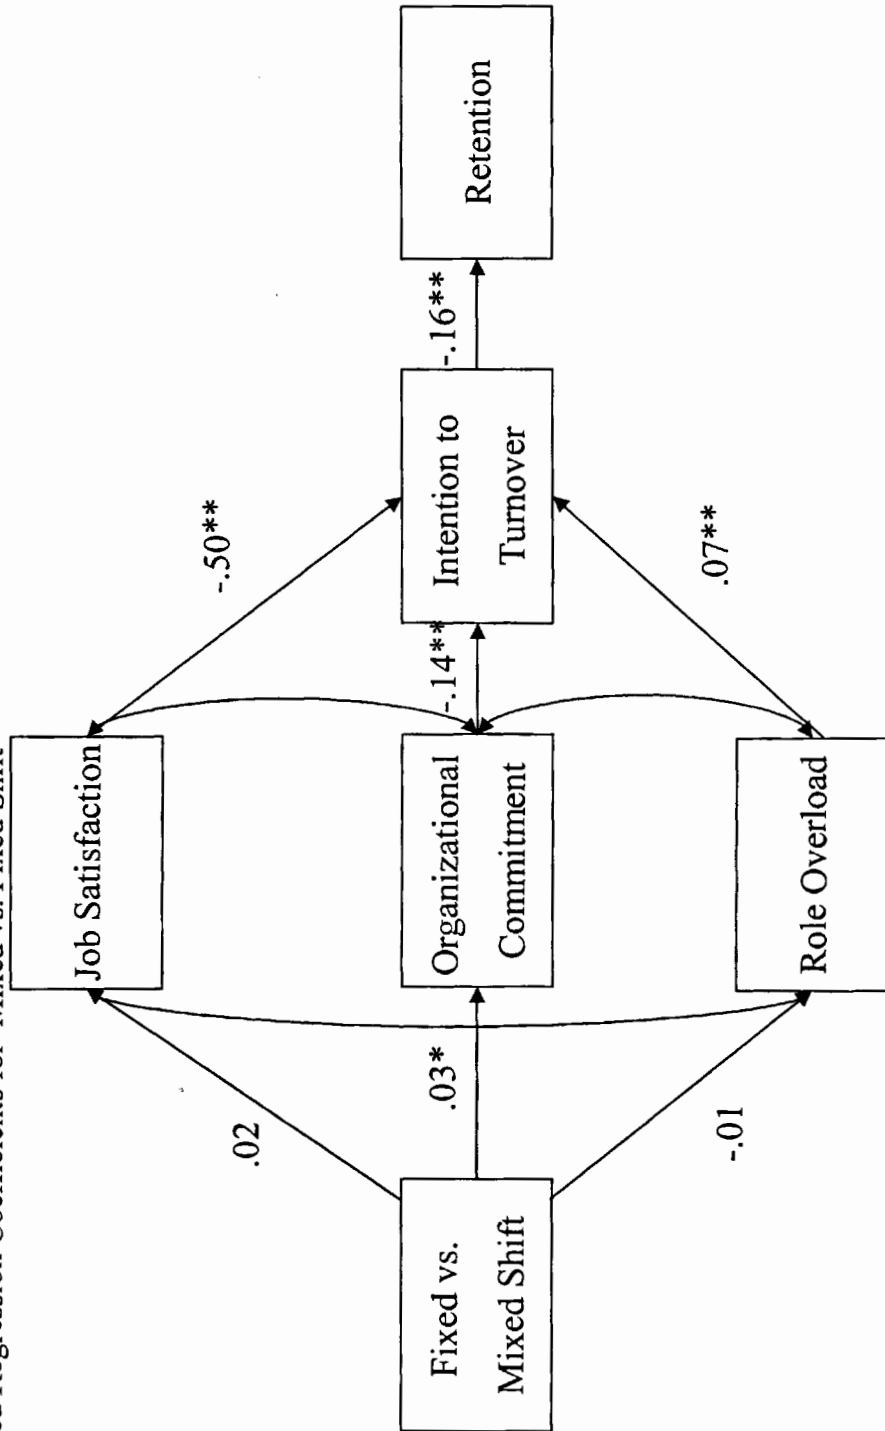 Regression Coefficients for Mixed vs. Fixed Shift
Job Satisfaction
-.50**
.02
Fixed vs.
Mixed Shift
.03*
Organizational
Commitment
-.14**
Intention to
Turnover
-.16**
Retention
-.01
Role Overload
.07**